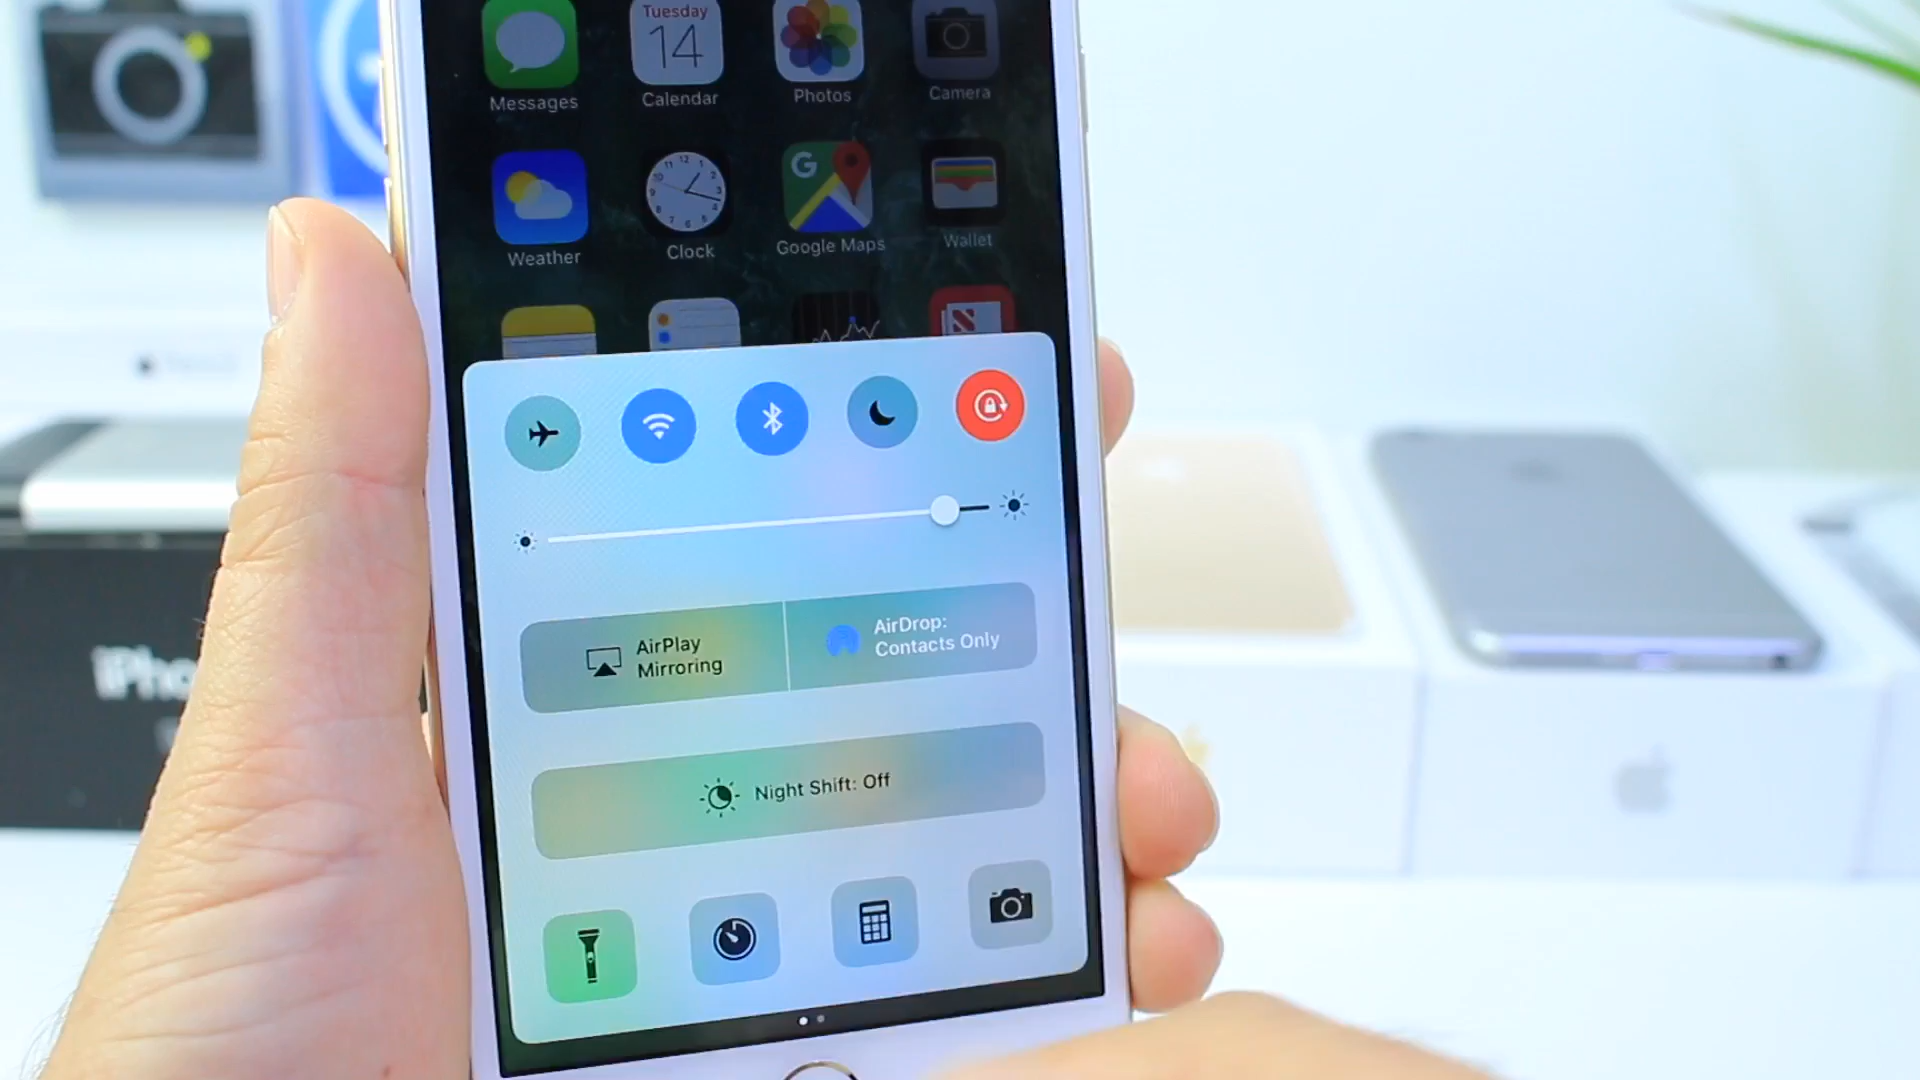 Tuesday
14
Messages
Calendar
Photos
Camera
Weather
Clock
Google Maps
Wallet
AirPlay
Mirroring
AirDrop:
Contacts Only
Night Shift: Off
iPho